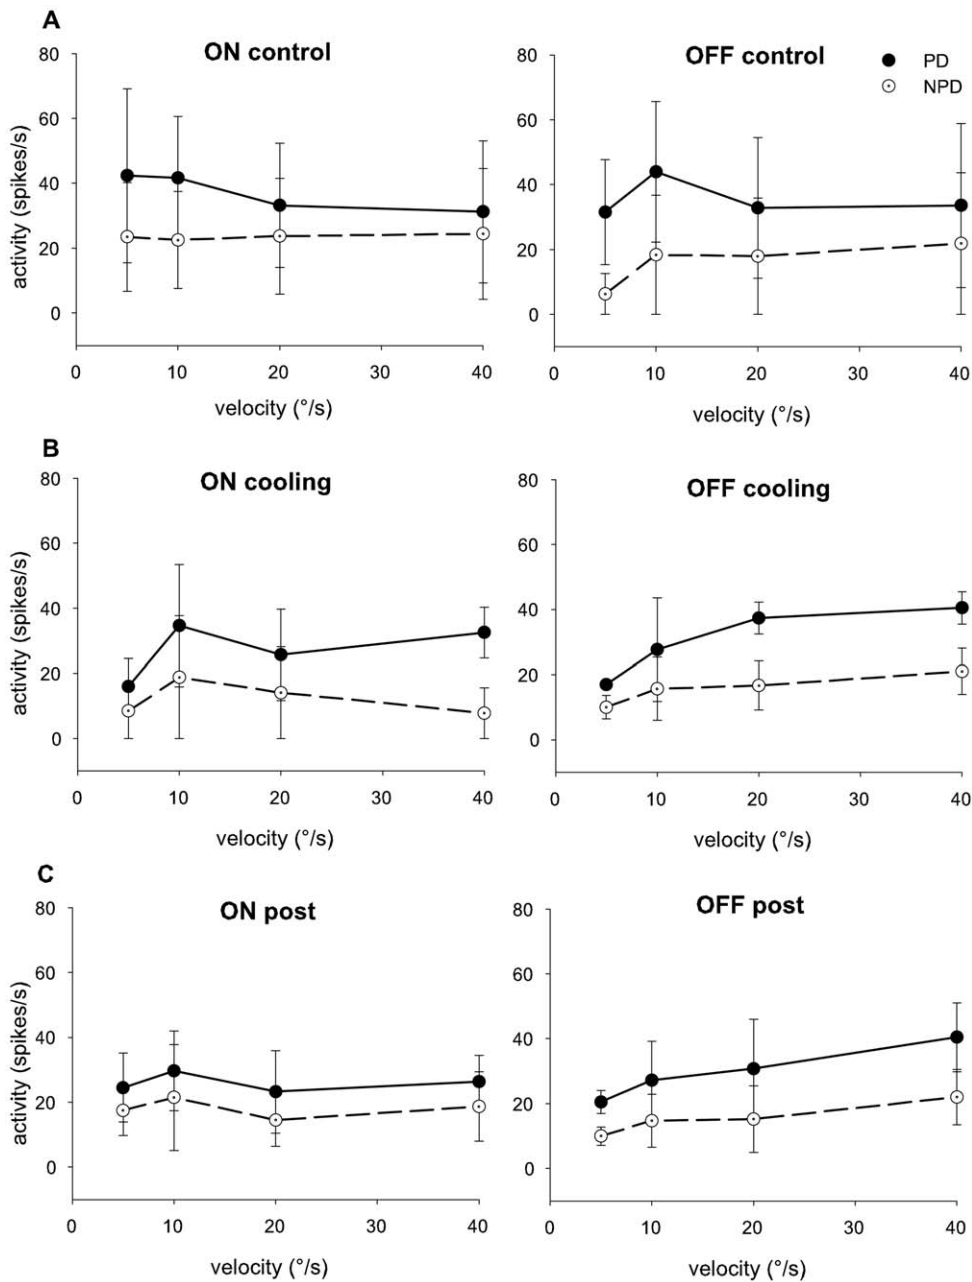 A
ON control
OFF control
PD
NPD
activity (spikes/s)
80
60
40
20
0
0 10 20 30 40
velocity (°/s)
80
60
40
20
0
0 10 20 30 40
velocity (°/s)
B
ON cooling
OFF cooling
activity (spikes/s)
80
60
40
20
0
0 10 20 30 40
velocity (°/s)
80
60
40
20
0
0 10 20 30 40
velocity (°/s)
C
ON post
OFF post
activity (spikes/s)
80
60
40
20
0
0 10 20 30 40
velocity (°/s)
80
60
40
20
0
0 10 20 30 40
velocity (°/s)